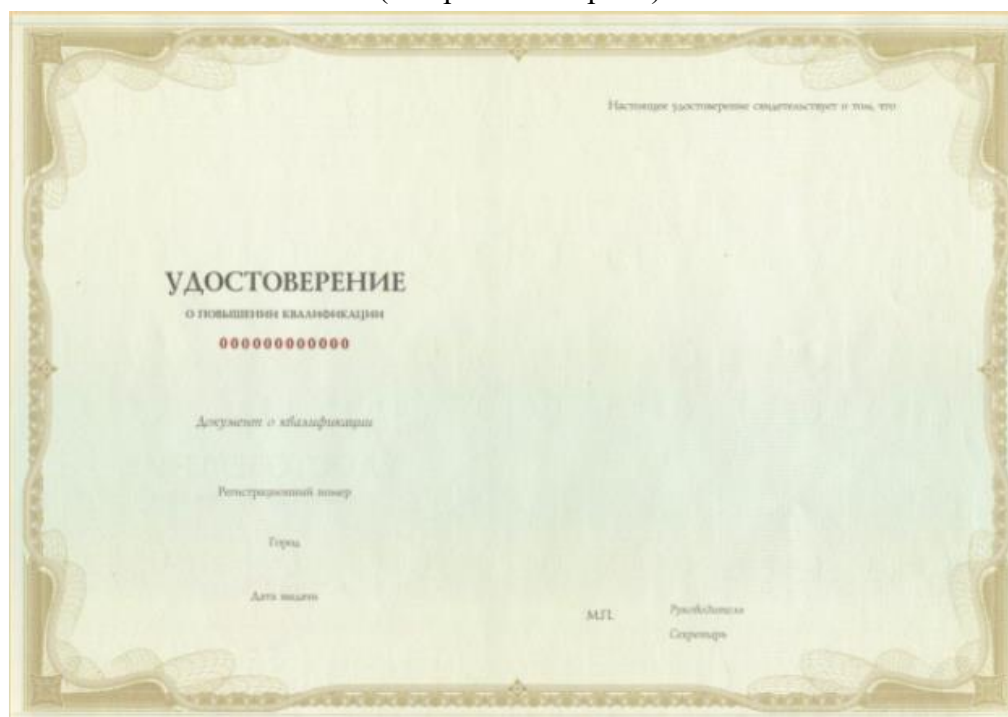 Настоящее удостоверение свидетельствует о том, что
УДОСТОВЕРЕНИЕ
О ПОВЫШЕНИИ КВАЛИФИКАЦИИ
000000000000
Документ о квалификации
Регистрационный номер
Город
Дата выдачи
М.П.
Руководитель
Секретарь